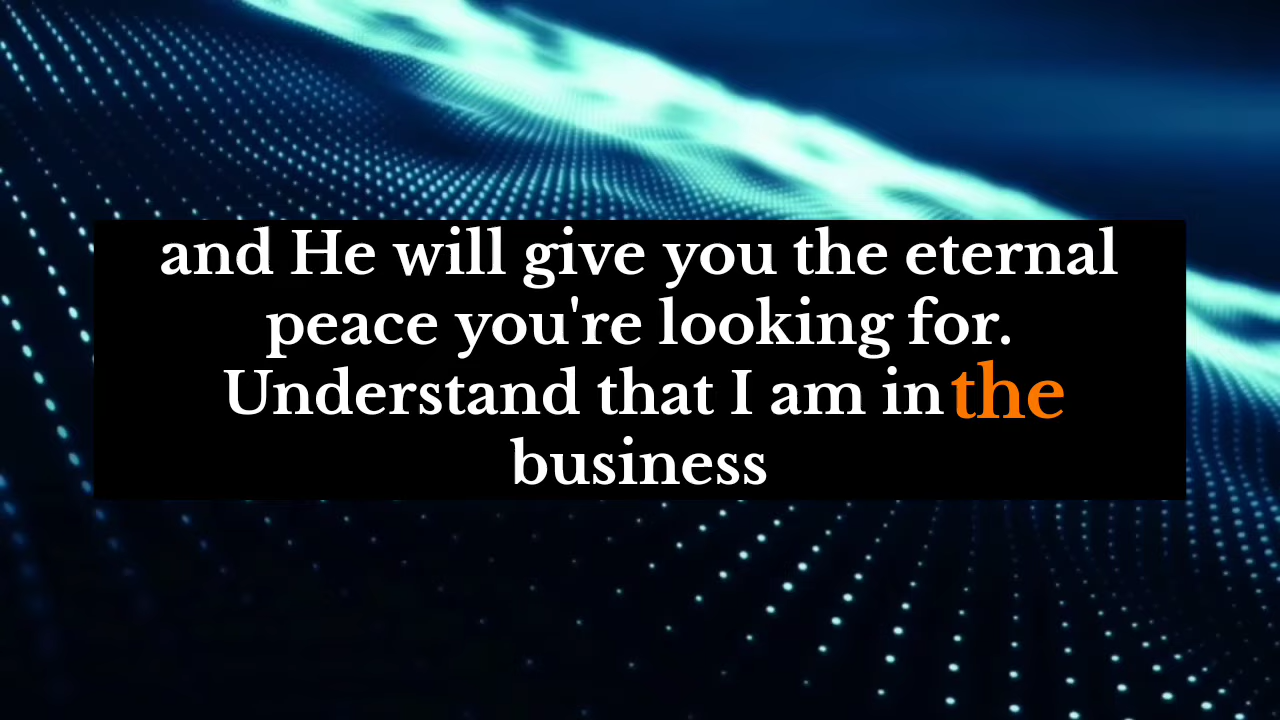 and He will give you the eternal
peace you're looking for.
Understand that I am in the
business